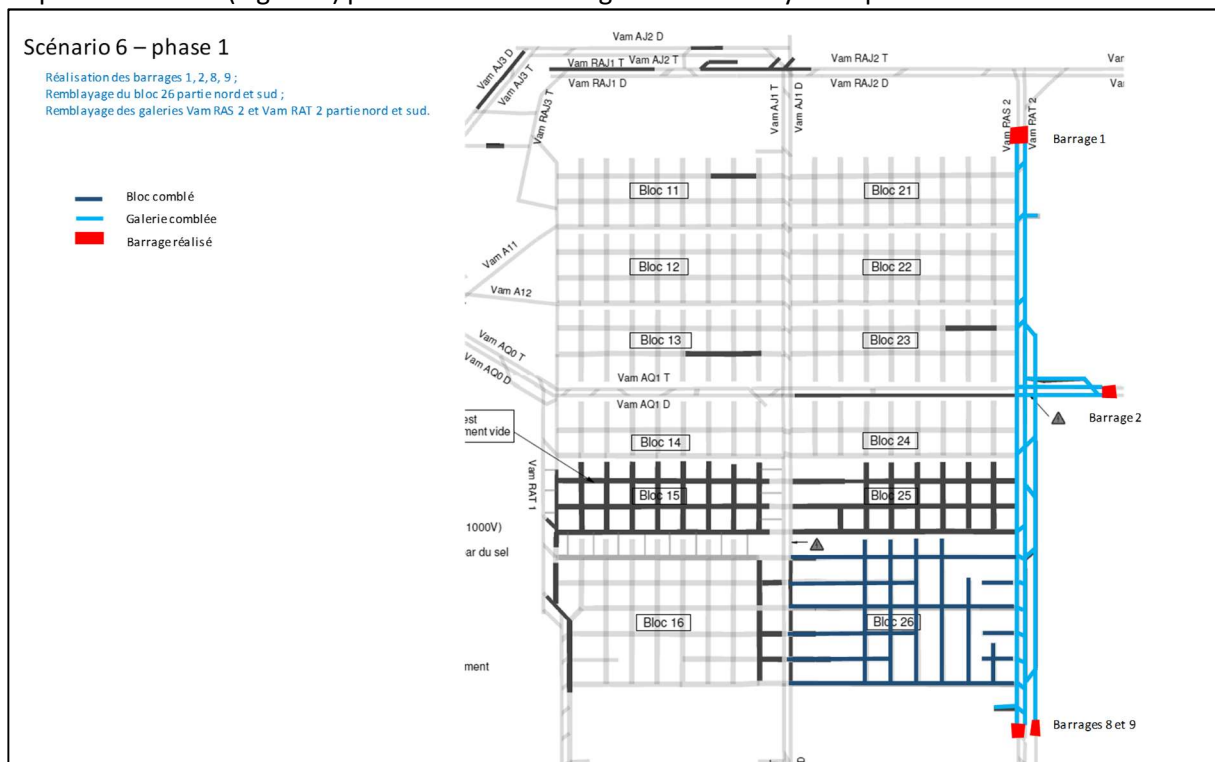 Scénario 6 – phase 1
Réalisation des barrages 1, 2, 8, 9 ;
Remblayage du bloc 26 partie nord et sud ;
Remblayage des galeries Vam RAS 2 et Vam RAT 2 partie nord et sud.
Bloc comblé
Galerie comblée
Barrage réalisé
Vam AJ2 D
Vam AJ3 D
Vam AJ3 T
Vam RAJ1 T
Vam AJ2 T
Vam RAJ2 T
Var
Vam RAJ1 D
Vam RAJ2 D
Va
Vam RAJ3 T
Vam AJ1 T
Vam AJ1 D
Vam RAS 2
Vam RAT 2
Barrage 1
Bloc 11
Bloc 21
Vam A11
Bloc 12
Bloc 22
Vam A12
Bloc 13
Bloc 23
Vam AQ0 T
Vam AQ0 D
Vam AQ1 T
Vam AQ1 D
Barrage 2
est
ment vide
Bloc 14
Bloc 24
Vam RAT 1
Bloc 15
Bloc 25
1000V)
ar du sel
Bloc 16
Bloc 26
ment
Barrages 8 et 9
D